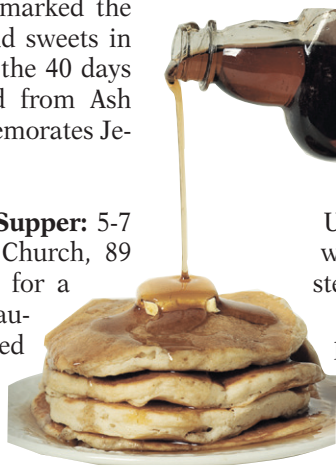 marked the
d sweets in
the 40 days
d from Ash
emorates Je-
Supper: 5-7
Church, 89
for a
au-
ed
U
w
ste